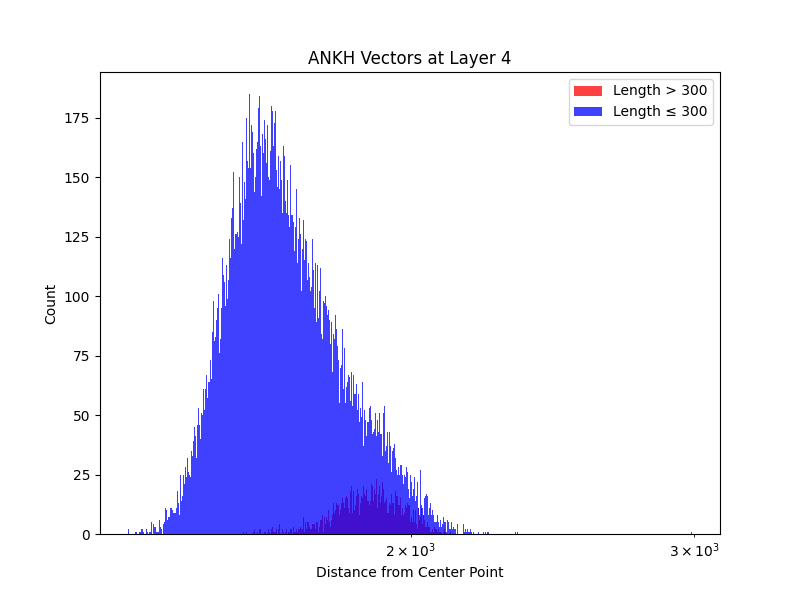 ANKH Vectors at Layer 4
Length > 300
Length ≤ 300
175
150
125
100
75
50
25
0
Count
2 × 10³
3 × 10³
Distance from Center Point